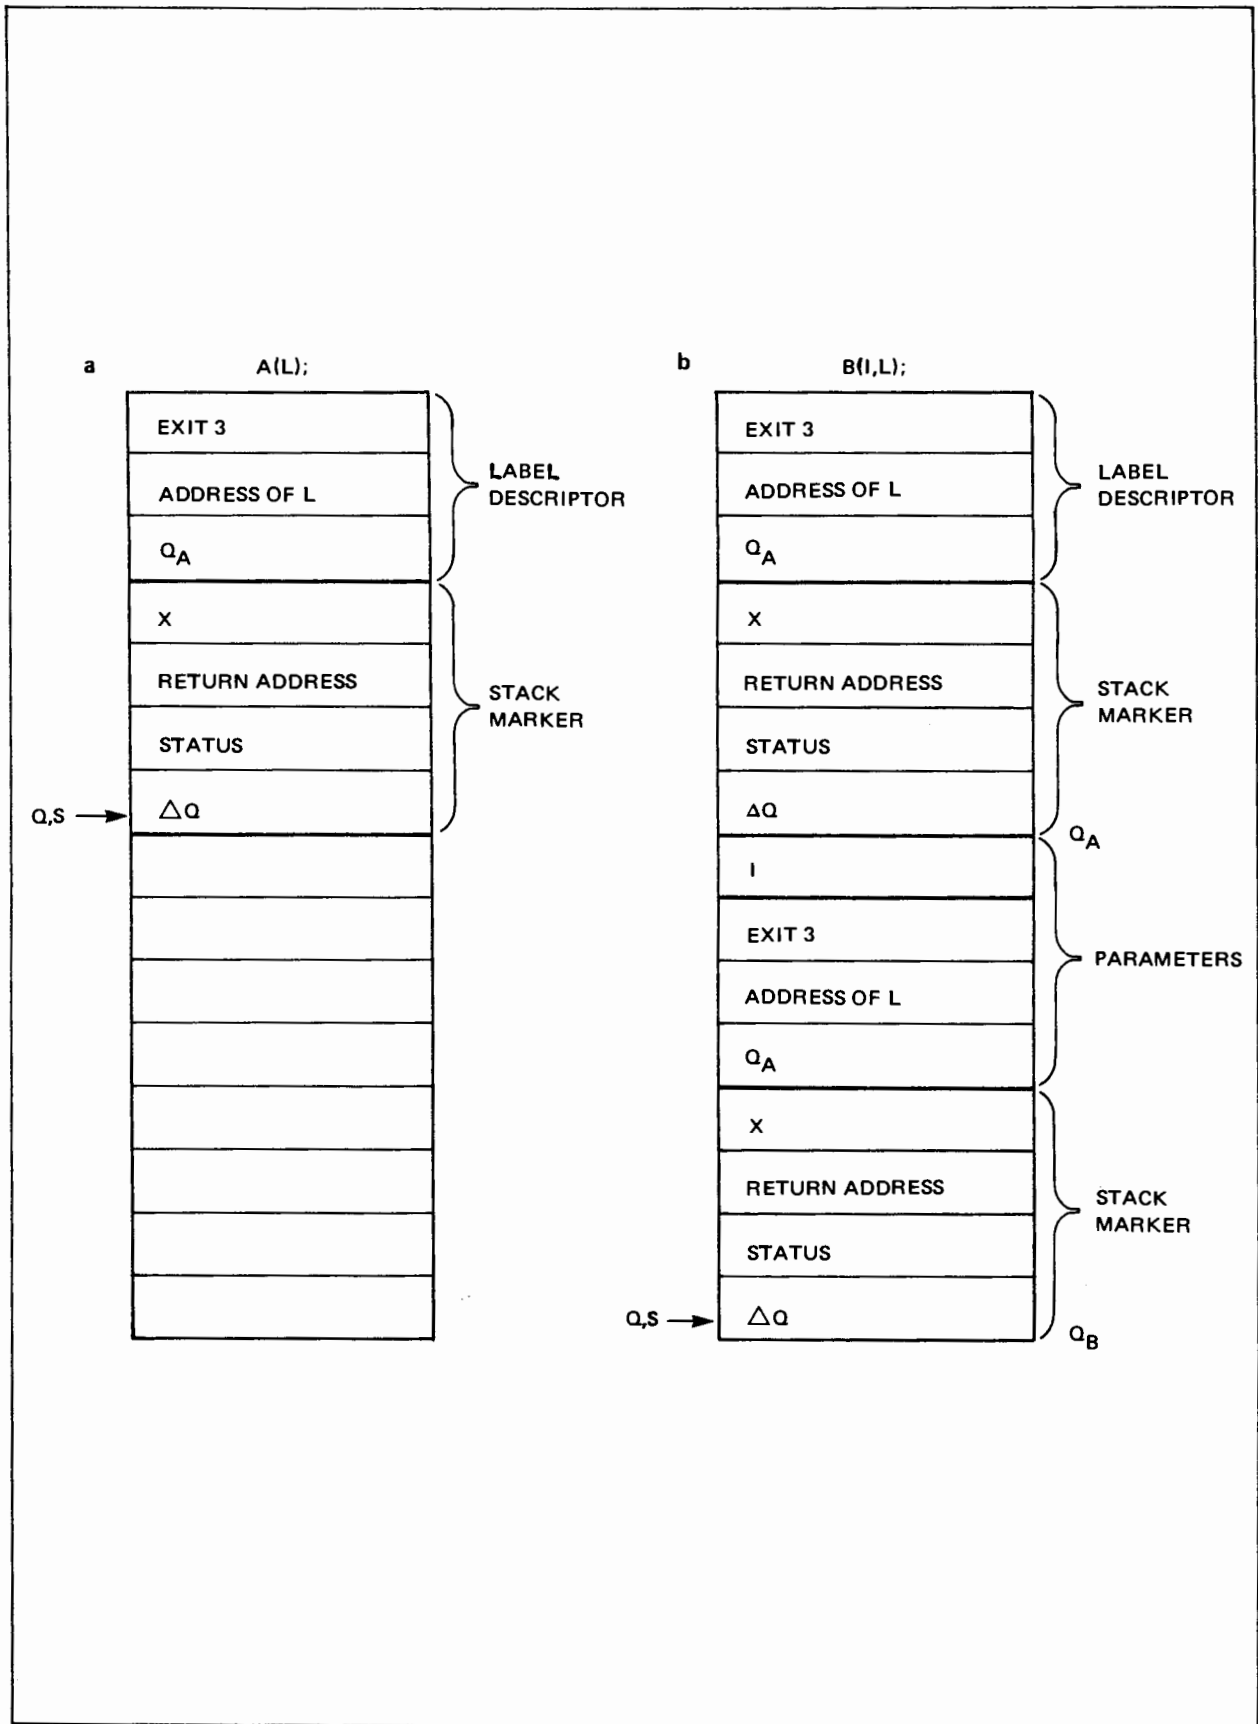 a
A(L);
EXIT 3
ADDRESS OF L
QA
LABEL
DESCRIPTOR
X
RETURN ADDRESS
STATUS
△Q
STACK
MARKER
Q,S
b
B(I,L);
EXIT 3
ADDRESS OF L
QA
LABEL
DESCRIPTOR
X
RETURN ADDRESS
STATUS
△Q
STACK
MARKER
QA
I
EXIT 3
ADDRESS OF L
QA
PARAMETERS
X
RETURN ADDRESS
STATUS
△Q
STACK
MARKER
Q,S
QB